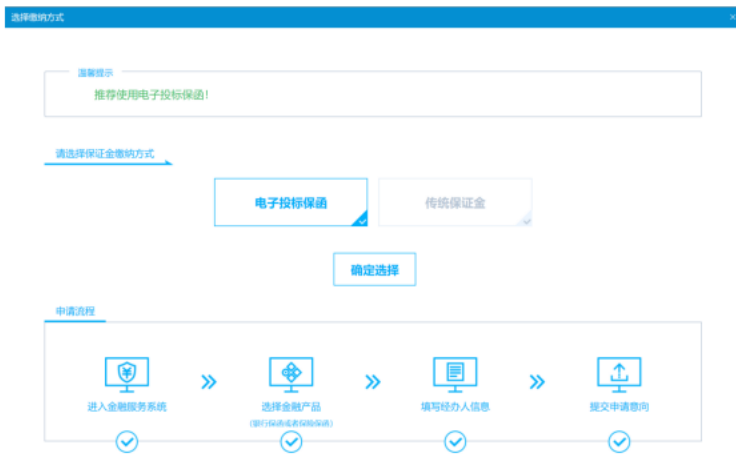 选择缴纳方式
温馨提示
推荐使用电子投标保函！
请选择保证金缴纳方式
电子投标保函
传统保证金
确定选择
申请流程
进入金融服务系统
选择金融产品
填写经办人信息
提交申请意向
（银行保函或者保险保函）